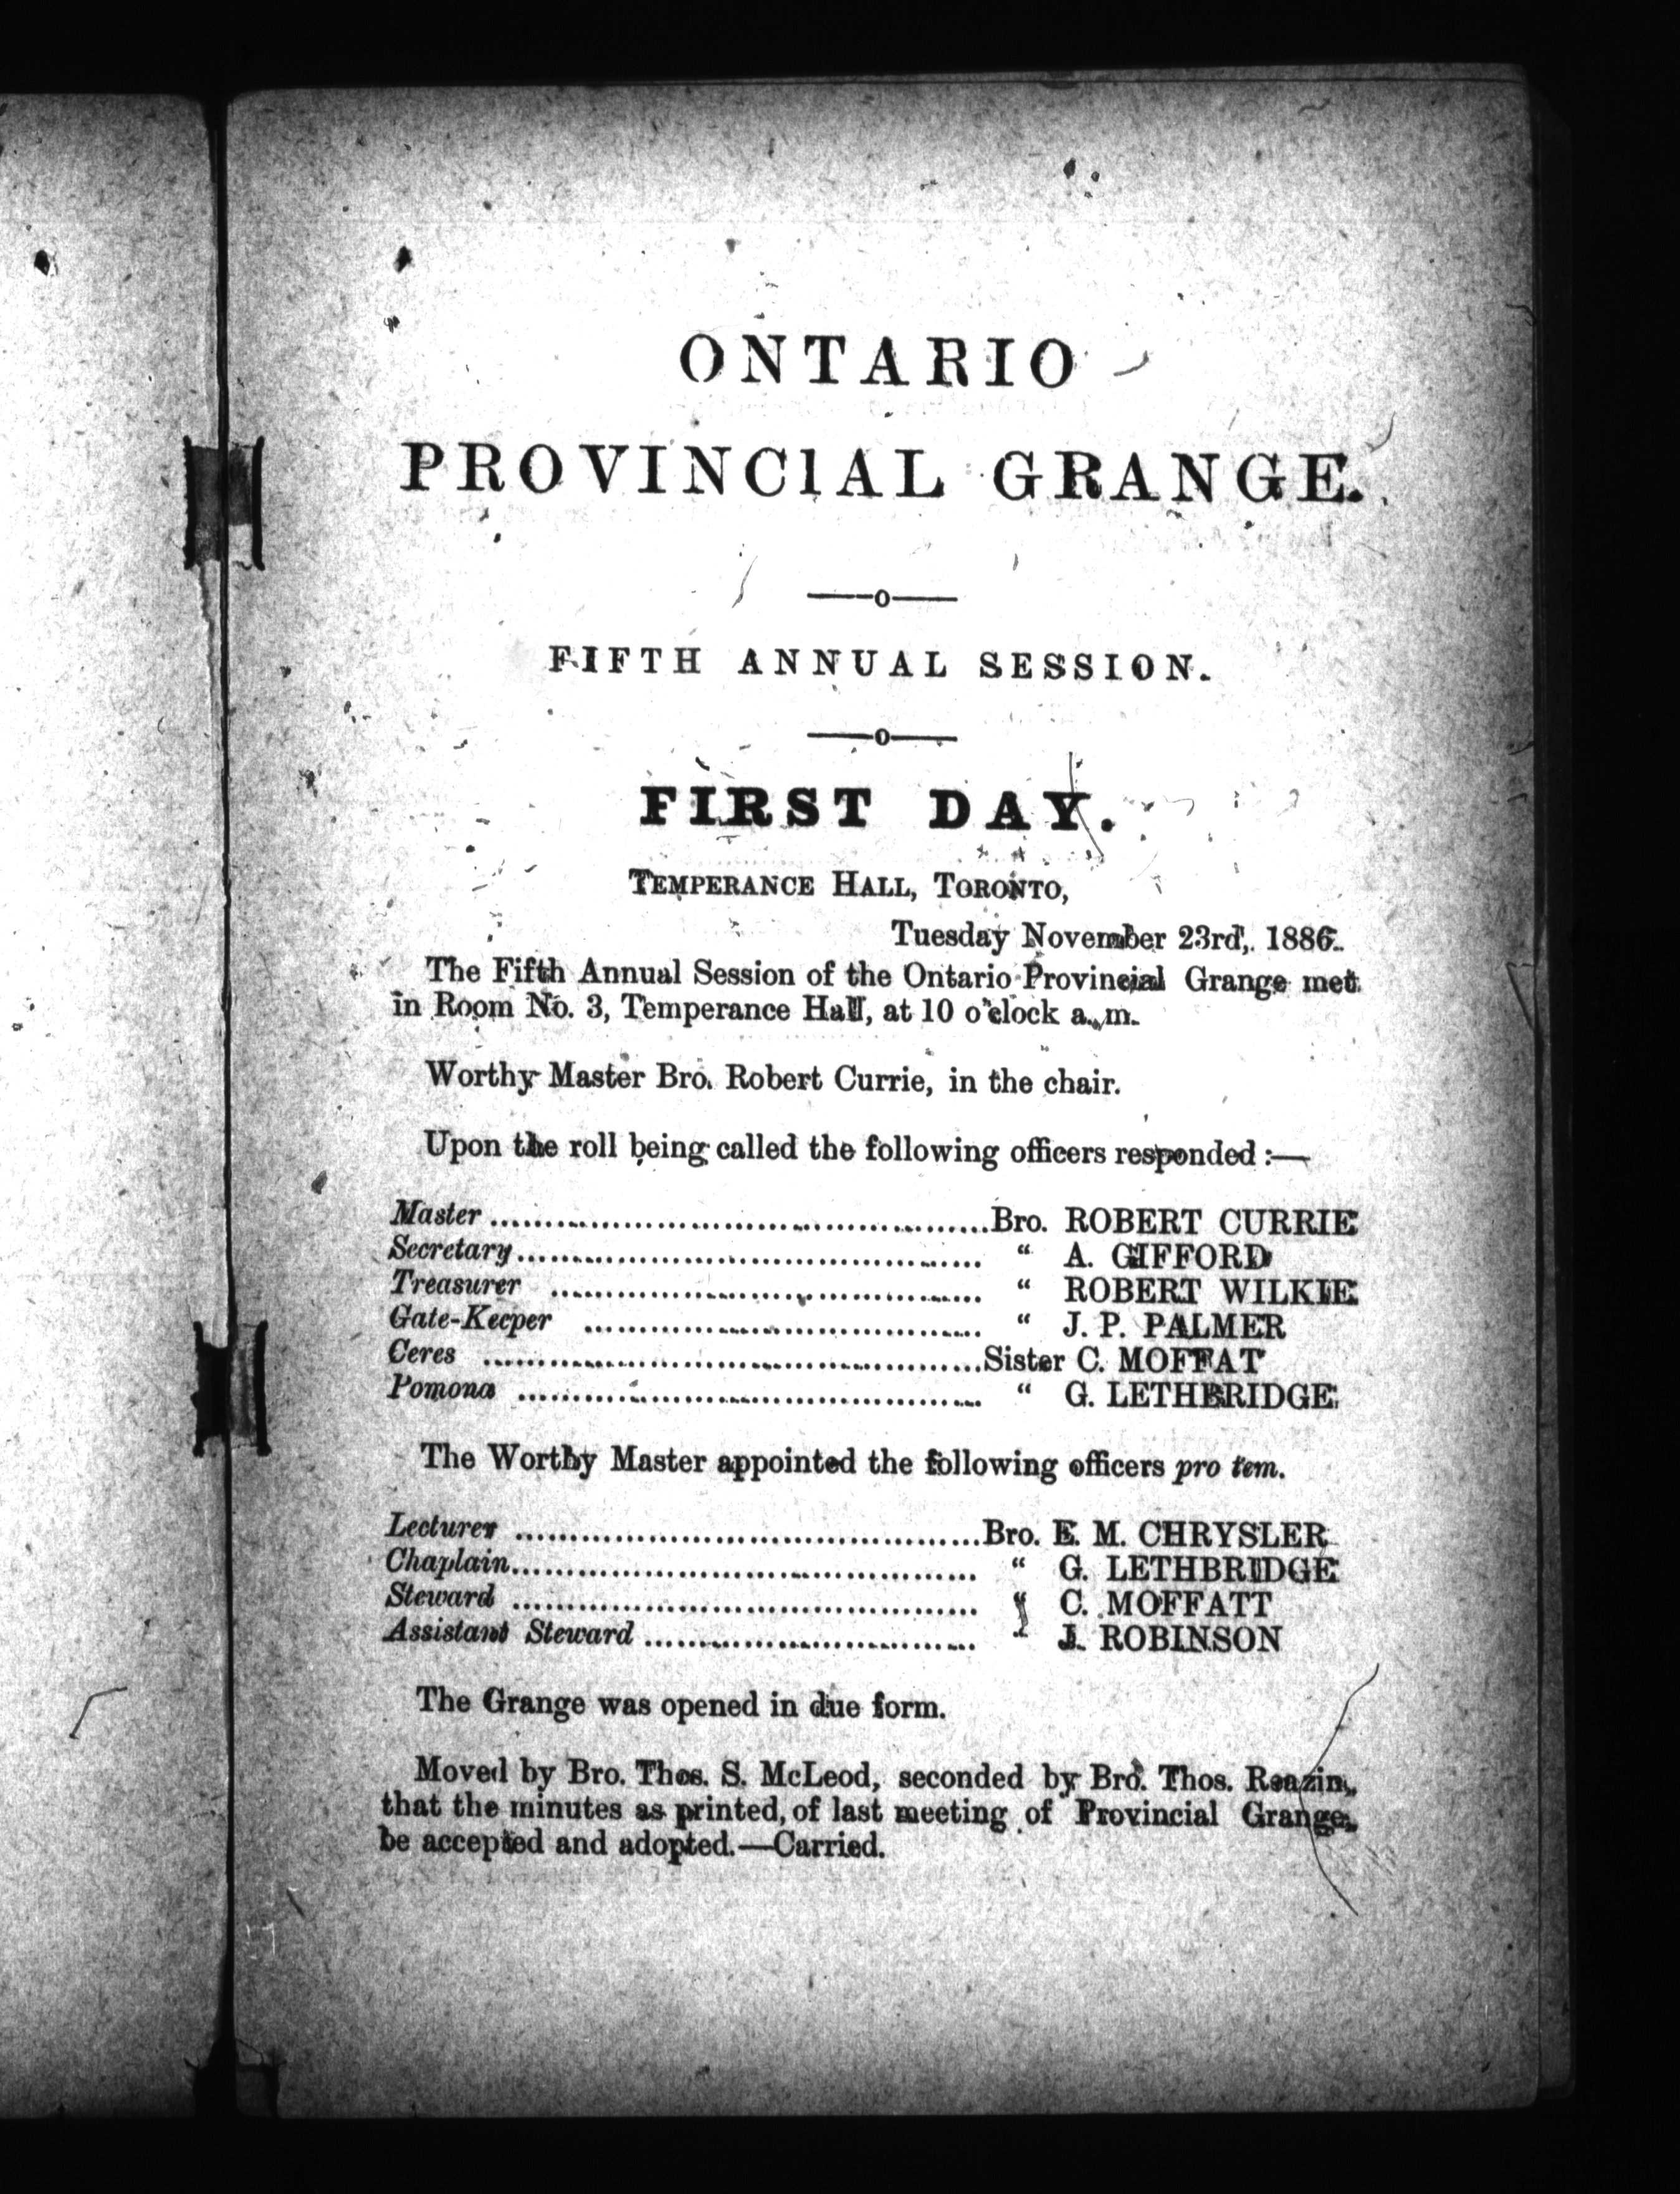 ONTARIO
PROVINCIAL GRANGE.
——o——
FIFTH ANNUAL SESSION.
——o——
FIRST DAY.
TEMPERANCE HALL, TORONTO,
Tuesday November 23rd, 1886.
The Fifth Annual Session of the Ontario Provincial Grange met
in Room No. 3, Temperance Hall, at 10 o'clock a.m.
Worthy Master Bro. Robert Currie, in the chair.
Upon the roll being called the following officers responded :—
Master ........................................ Bro. ROBERT CURRIE
Secretary ........................................ “ A. GIFFORD
Treasurer ........................................ “ ROBERT WILKIE
Gate-Keeper ........................................ “ J. P. PALMER
Ceres ........................................ Sister C. MOFFAT
Pomona ........................................ “ G. LETHBRIDGE
The Worthy Master appointed the following officers pro tem.
Lecturer ........................................ Bro. E. M. CHRYSLER
Chaplain ........................................ “ G. LETHBRIDGE
Steward ........................................ “ C. MOFFATT
Assistant Steward .............................. “ J. ROBINSON
The Grange was opened in due form.
Moved by Bro. Thos. S. McLeod, seconded by Bro. Thos. Reazin,
that the minutes as printed, of last meeting of Provincial Grange,
be accepted and adopted.—Carried.